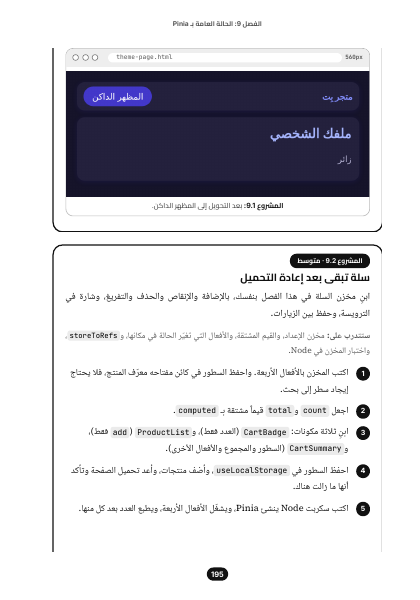 الفصل 9: الحالة العامة بـ Pinia
theme-page.html
560px
متجر بِت
المظهر الداكن
ملفك الشخصي
زائر
المشروع 9.1: بعد التحويل إلى المظهر الداكن.
المشروع 9.2 · متوسط
سلة تبقى بعد إعادة التحميل
ابنِ مخزن السلة في هذا الفصل بنفسك، بالإضافة والإنقاص والحذف والتفريغ، وشارة في
الترويسة، وحفظ بين الزيارات.
ستتدرب على: مخزن الإعداد، والقيم المشتقة، والأفعال التي تغيّر الحالة في مكانها، و storeToRefs،
واختبار المخزن في Node.
1 اكتب المخزن بالأفعال الأربعة. واحفظ السطور في كائن مفتاحه معرّف المنتج، فلا يحتاج
إيجاد سطر إلى بحث.
2 اجعل count و total قيماً مشتقة بـ computed.
3 ابنِ ثلاثة مكونات: CartBadge (العدد فقط)، و ProductList (add فقط)،
و CartSummary (السطور والمجموع والأفعال الأخرى).
4 احفظ السطور في useLocalStorage، وأضف منتجات، وأعد تحميل الصفحة وتأكد
أنها ما زالت هناك.
5 اكتب سكربت Node ينشئ Pinia، ويشغّل الأفعال الأربعة، ويطبع العدد بعد كل منها.
195